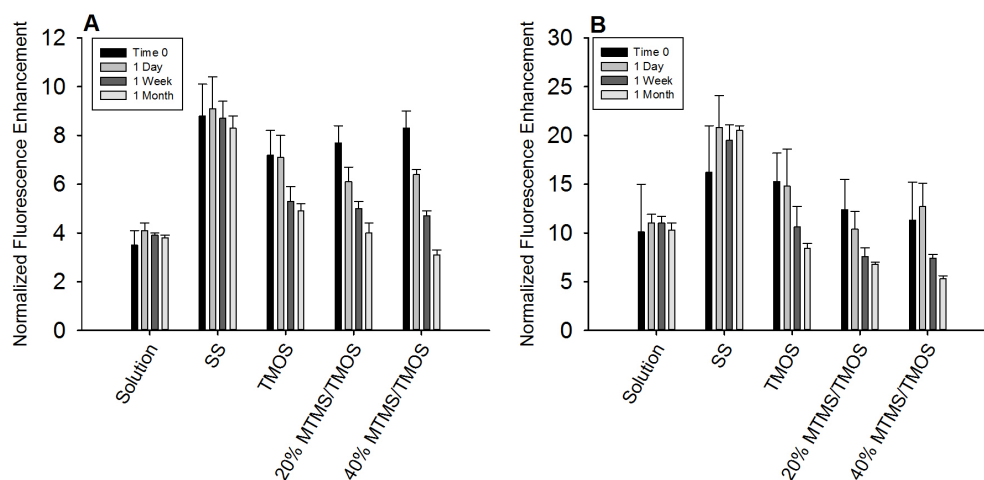 A
Normalized Fluorescence Enhancement
12
10
8
6
4
2
0
Time 0
1 Day
1 Week
1 Month
Solution
SS
TMOS
20% MTMS/TMOS
40% MTMS/TMOS
B
Normalized Fluorescence Enhancement
30
25
20
15
10
5
0
Time 0
1 Day
1 Week
1 Month
Solution
SS
TMOS
20% MTMS/TMOS
40% MTMS/TMOS